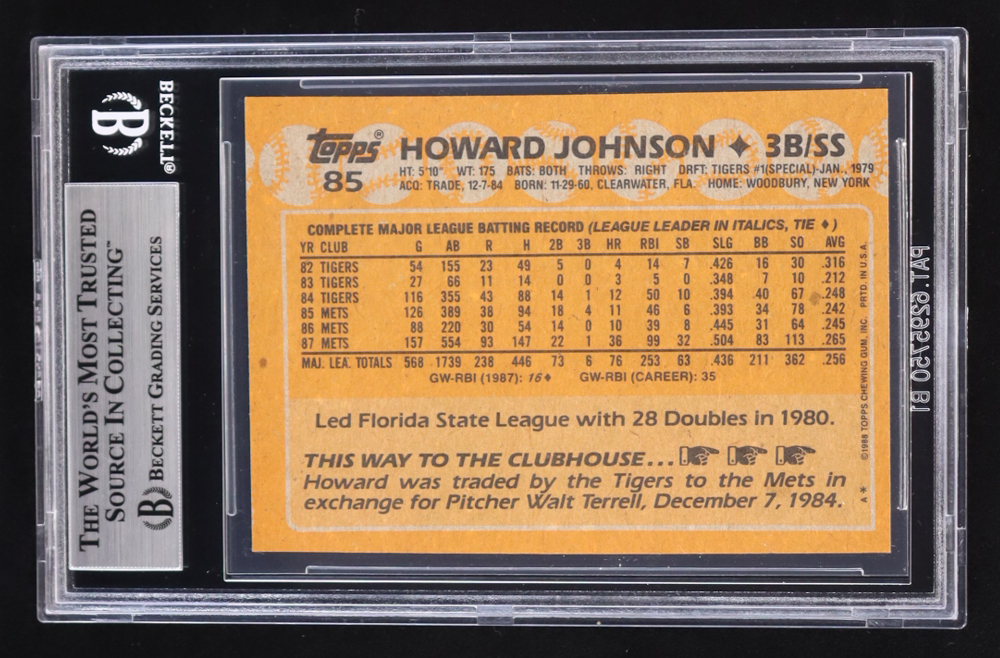 BECKETT®
B
THE WORLD'S MOST TRUSTED
SOURCE IN COLLECTING™
BECKETT GRADING SERVICES
B
Topps®
85
HOWARD JOHNSON ✦ 3B/SS
HT: 5'10" WT: 175 BATS: BOTH THROWS: RIGHT DRFT: TIGERS #1(SPECIAL)-JAN., 1979
ACQ: TRADE, 12-7-84 BORN: 11-29-60, CLEARWATER, FLA. HOME: WOODBURY, NEW YORK
COMPLETE MAJOR LEAGUE BATTING RECORD (LEAGUE LEADER IN ITALICS, TIE ♦)
YR CLUB G AB R H 2B 3B HR RBI SB SLG BB SO AVG
82 TIGERS 54 155 23 49 5 0 4 14 7 .426 16 30 .316
83 TIGERS 27 66 11 14 0 0 3 5 0 .348 7 10 .212
84 TIGERS 116 355 43 88 14 1 12 50 10 .394 40 67 .248
85 METS 126 389 38 94 18 4 11 46 6 .393 34 78 .242
86 METS 88 220 30 54 14 0 10 39 8 .445 31 64 .245
87 METS 157 554 93 147 22 1 36 99 32 .504 83 113 .265
MAJ. LEA. TOTALS 568 1739 238 446 73 6 76 253 63 .436 211 362 .256
GW-RBI (1987): 16♦ GW-RBI (CAREER): 35
Led Florida State League with 28 Doubles in 1980.
THIS WAY TO THE CLUBHOUSE...
Howard was traded by the Tigers to the Mets in
exchange for Pitcher Walt Terrell, December 7, 1984.
©1988 TOPPS CHEWING GUM, INC. PRTD. IN U.S.A.
A*
PAT. 6295750 B1